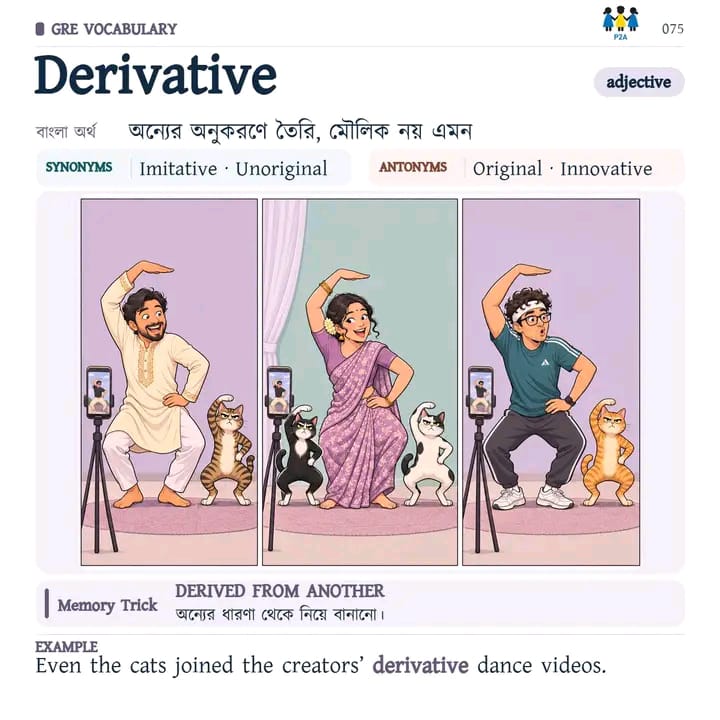 GRE VOCABULARY
P2A
075
Derivative
adjective
বাংলা অর্থ অন্যের অনুকরণে তৈরি, মৌলিক নয় এমন
SYNONYMS Imitative · Unoriginal ANTONYMS Original · Innovative
Memory Trick
DERIVED FROM ANOTHER
অন্যের ধারণা থেকে নিয়ে বানানো।
EXAMPLE
Even the cats joined the creators’ derivative dance videos.